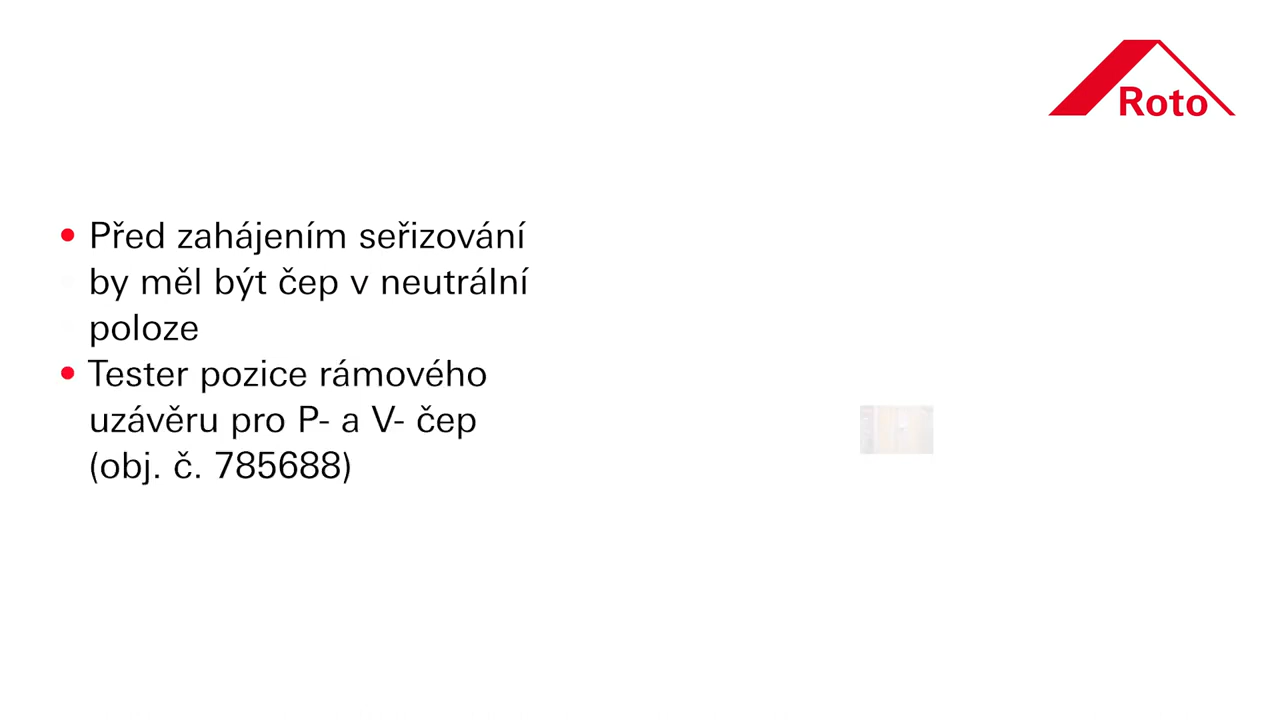 Roto
• Před zahájením seřizování
by měl být čep v neutrální
poloze
• Tester pozice rámového
uzávěru pro P- a V- čep
(obj. č. 785688)